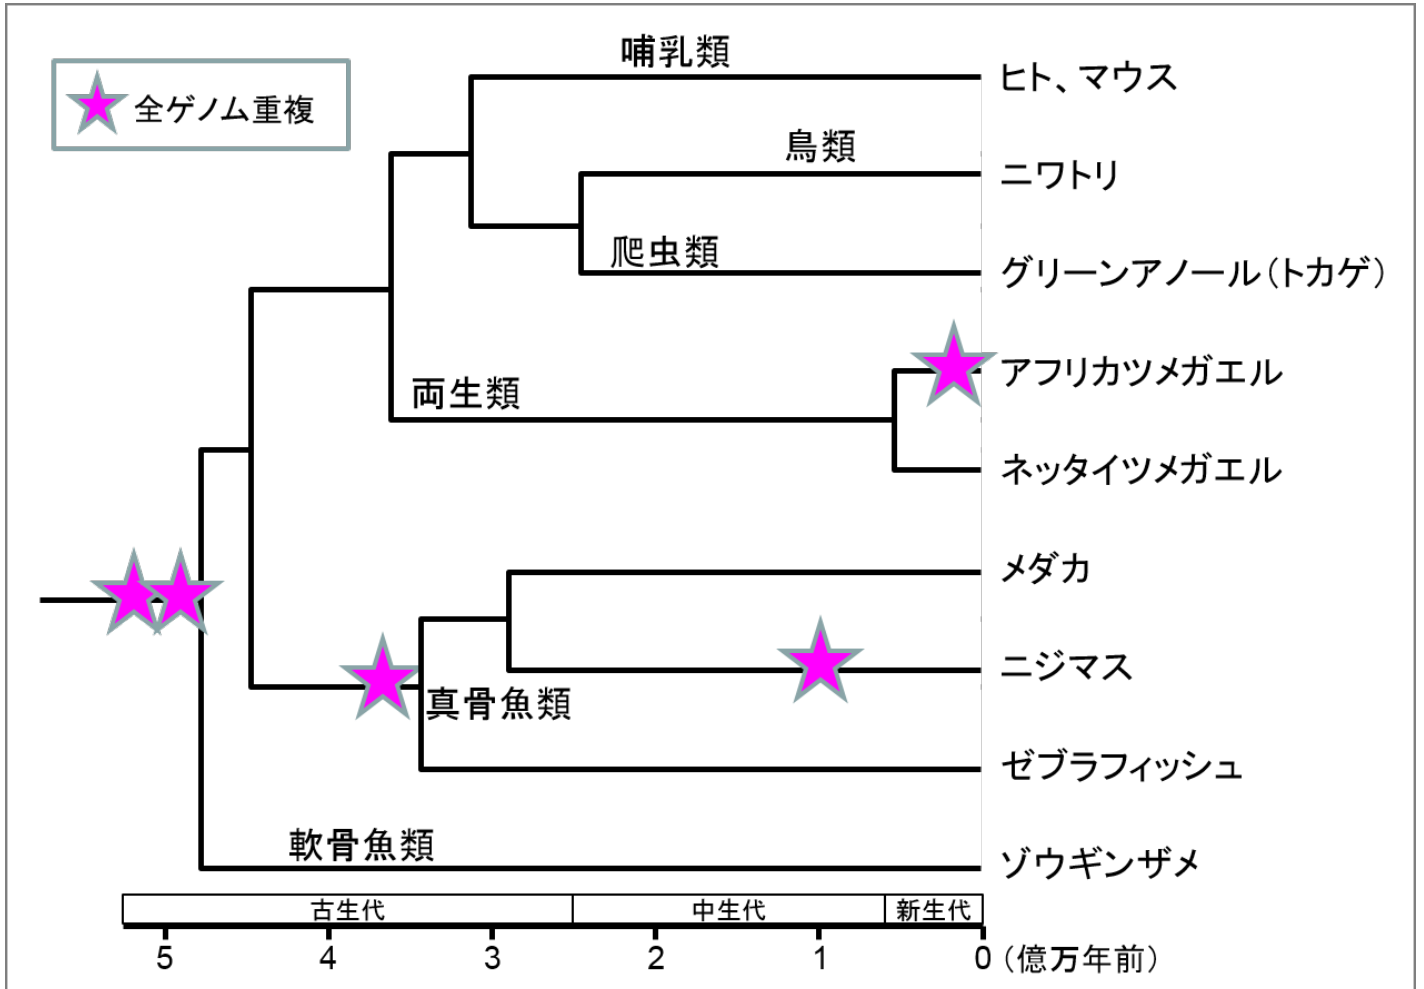 全ゲノム重複
哺乳類
ヒト、マウス
鳥類
ニワトリ
爬虫類
グリーンアノール(トカゲ)
アフリカツメガエル
両生類
ネッタイツメガエル
メダカ
ニジマス
真骨魚類
ゼブラフィッシュ
軟骨魚類
ゾウギンザメ
古生代 中生代 新生代
5 4 3 2 1 0 (億万年前)